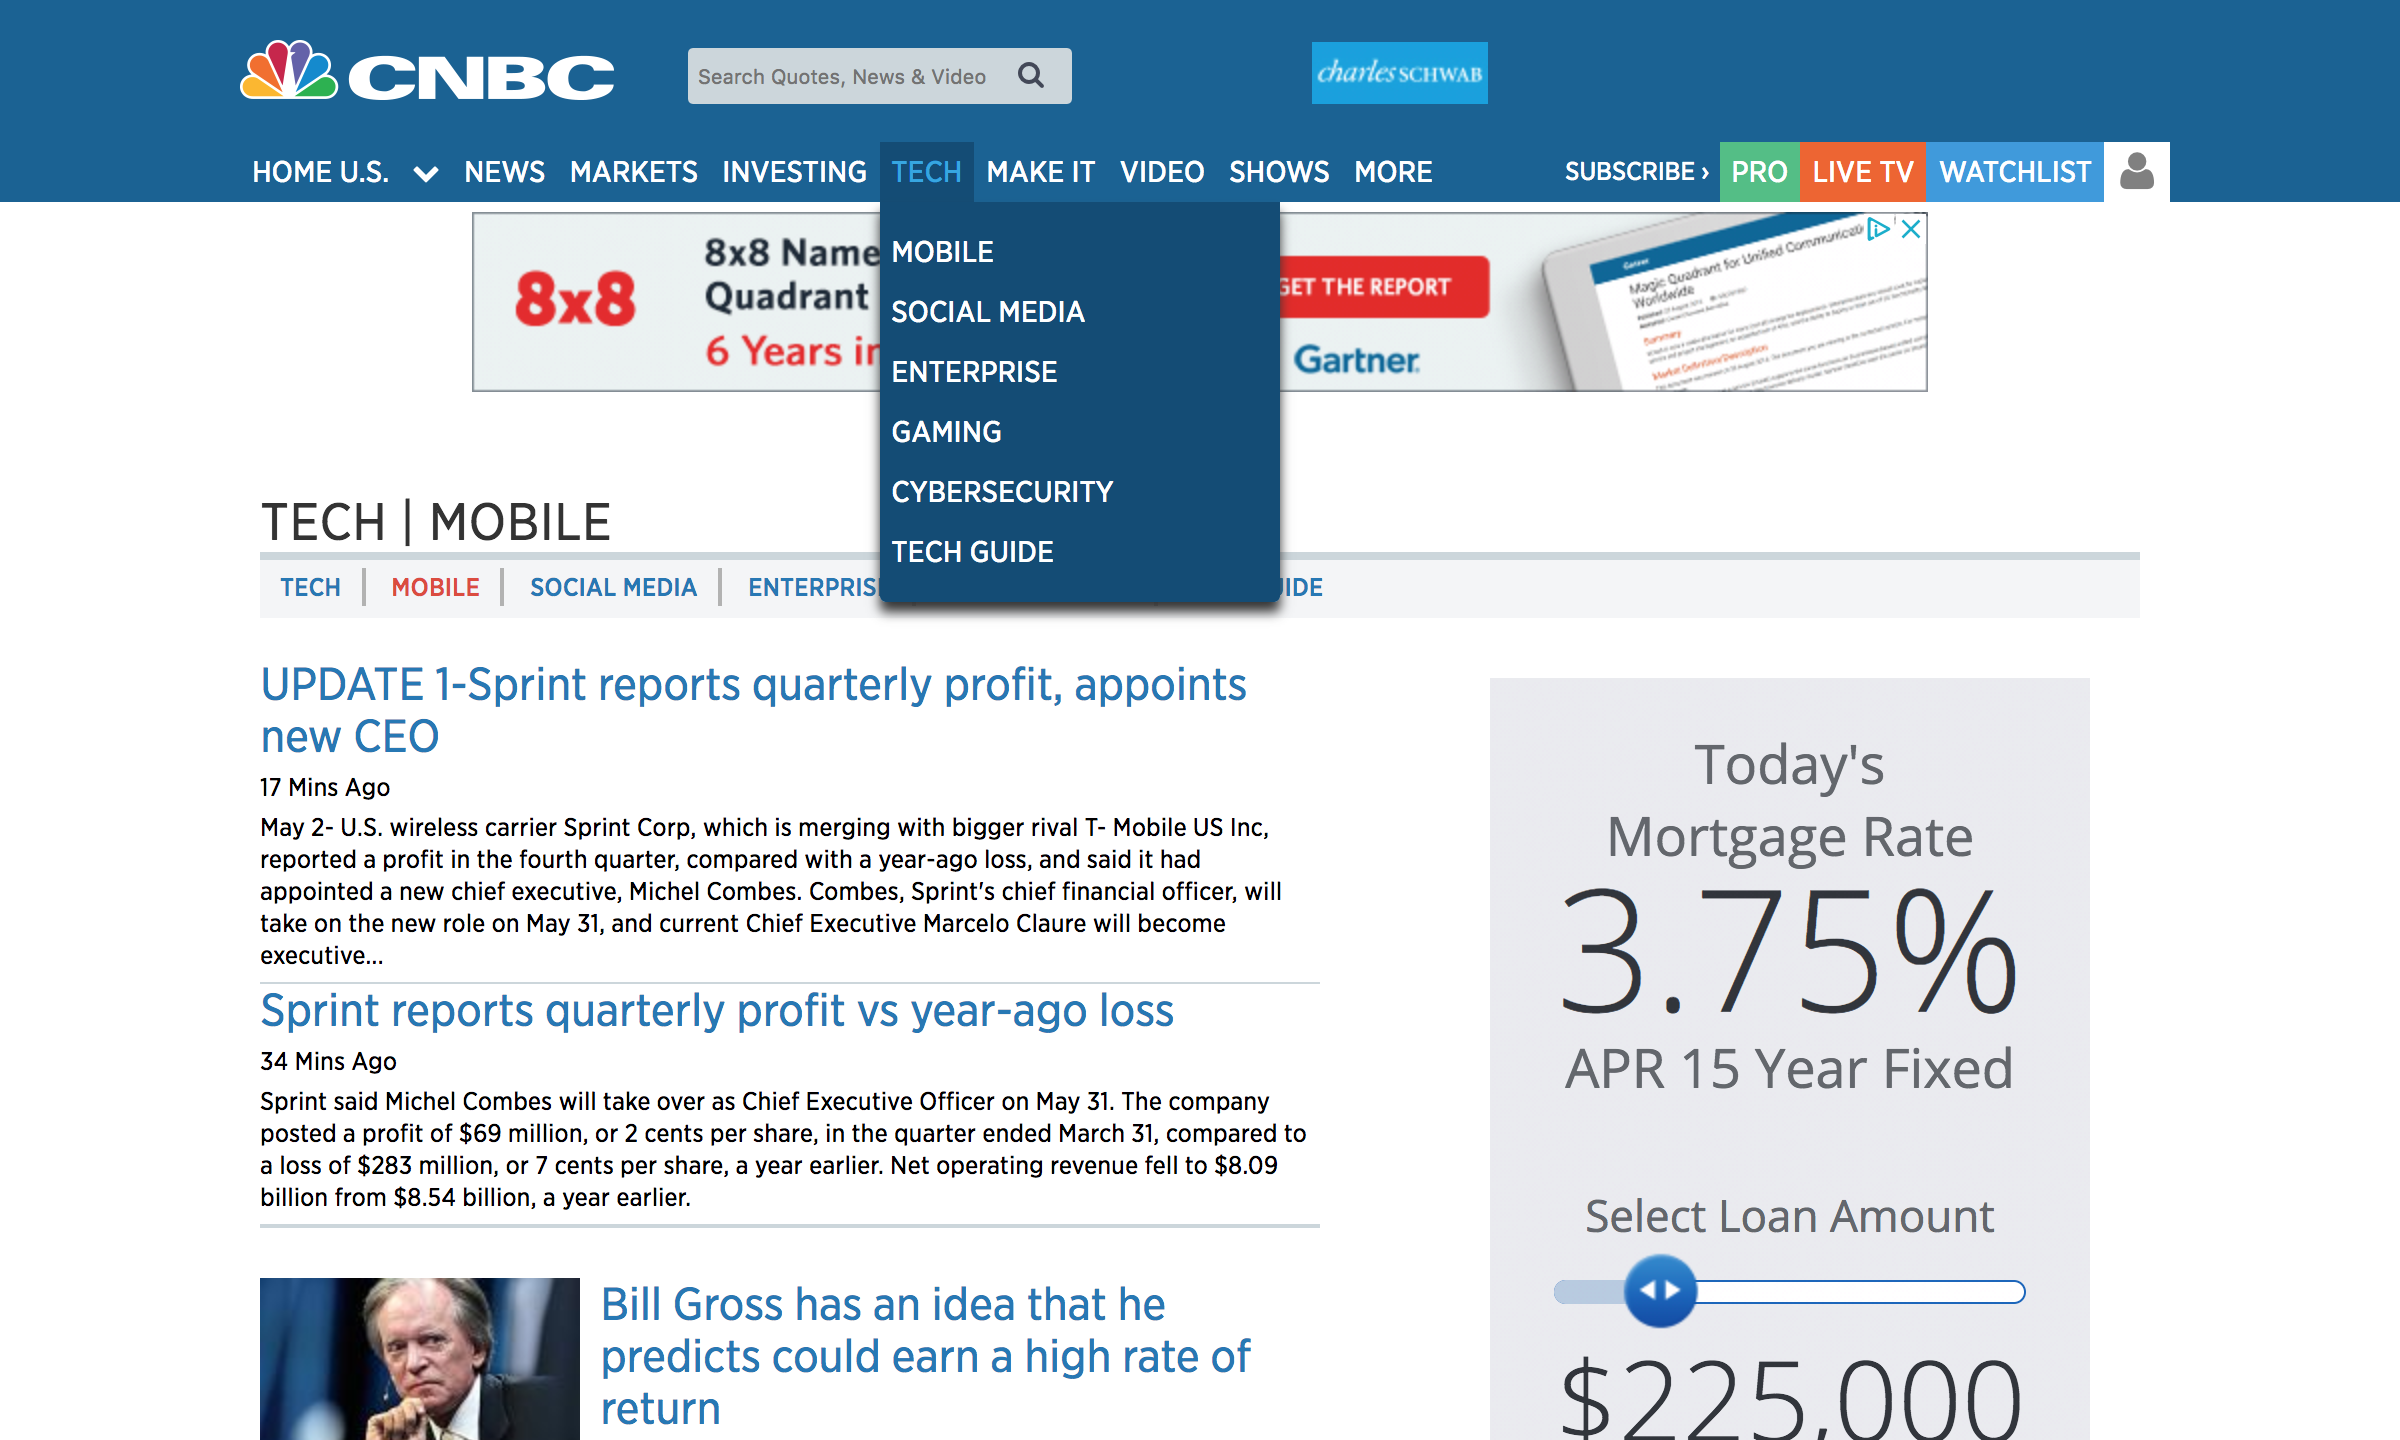 CNBC
Search Quotes, News & Video
charles SCHWAB
HOME U.S. NEWS MARKETS INVESTING TECH MAKE IT VIDEO SHOWS MORE SUBSCRIBE › PRO LIVE TV WATCHLIST
MOBILE
SOCIAL MEDIA
ENTERPRISE
GAMING
CYBERSECURITY
TECH GUIDE
8x8
8x8 Name
Quadrant
6 Years in
GET THE REPORT
Gartner
Gartner
Magic Quadrant for Unified Communicati
Worldwide
Summary
Market Definition/Description
TECH | MOBILE
TECH MOBILE SOCIAL MEDIA ENTERPRIS IDE
UPDATE 1-Sprint reports quarterly profit, appoints
new CEO
17 Mins Ago
May 2- U.S. wireless carrier Sprint Corp, which is merging with bigger rival T- Mobile US Inc,
reported a profit in the fourth quarter, compared with a year-ago loss, and said it had
appointed a new chief executive, Michel Combes. Combes, Sprint's chief financial officer, will
take on the new role on May 31, and current Chief Executive Marcelo Claure will become
executive...
Sprint reports quarterly profit vs year-ago loss
34 Mins Ago
Sprint said Michel Combes will take over as Chief Executive Officer on May 31. The company
posted a profit of $69 million, or 2 cents per share, in the quarter ended March 31, compared to
a loss of $283 million, or 7 cents per share, a year earlier. Net operating revenue fell to $8.09
billion from $8.54 billion, a year earlier.
Bill Gross has an idea that he
predicts could earn a high rate of
return
Today's
Mortgage Rate
3.75%
APR 15 Year Fixed
Select Loan Amount
$225,000